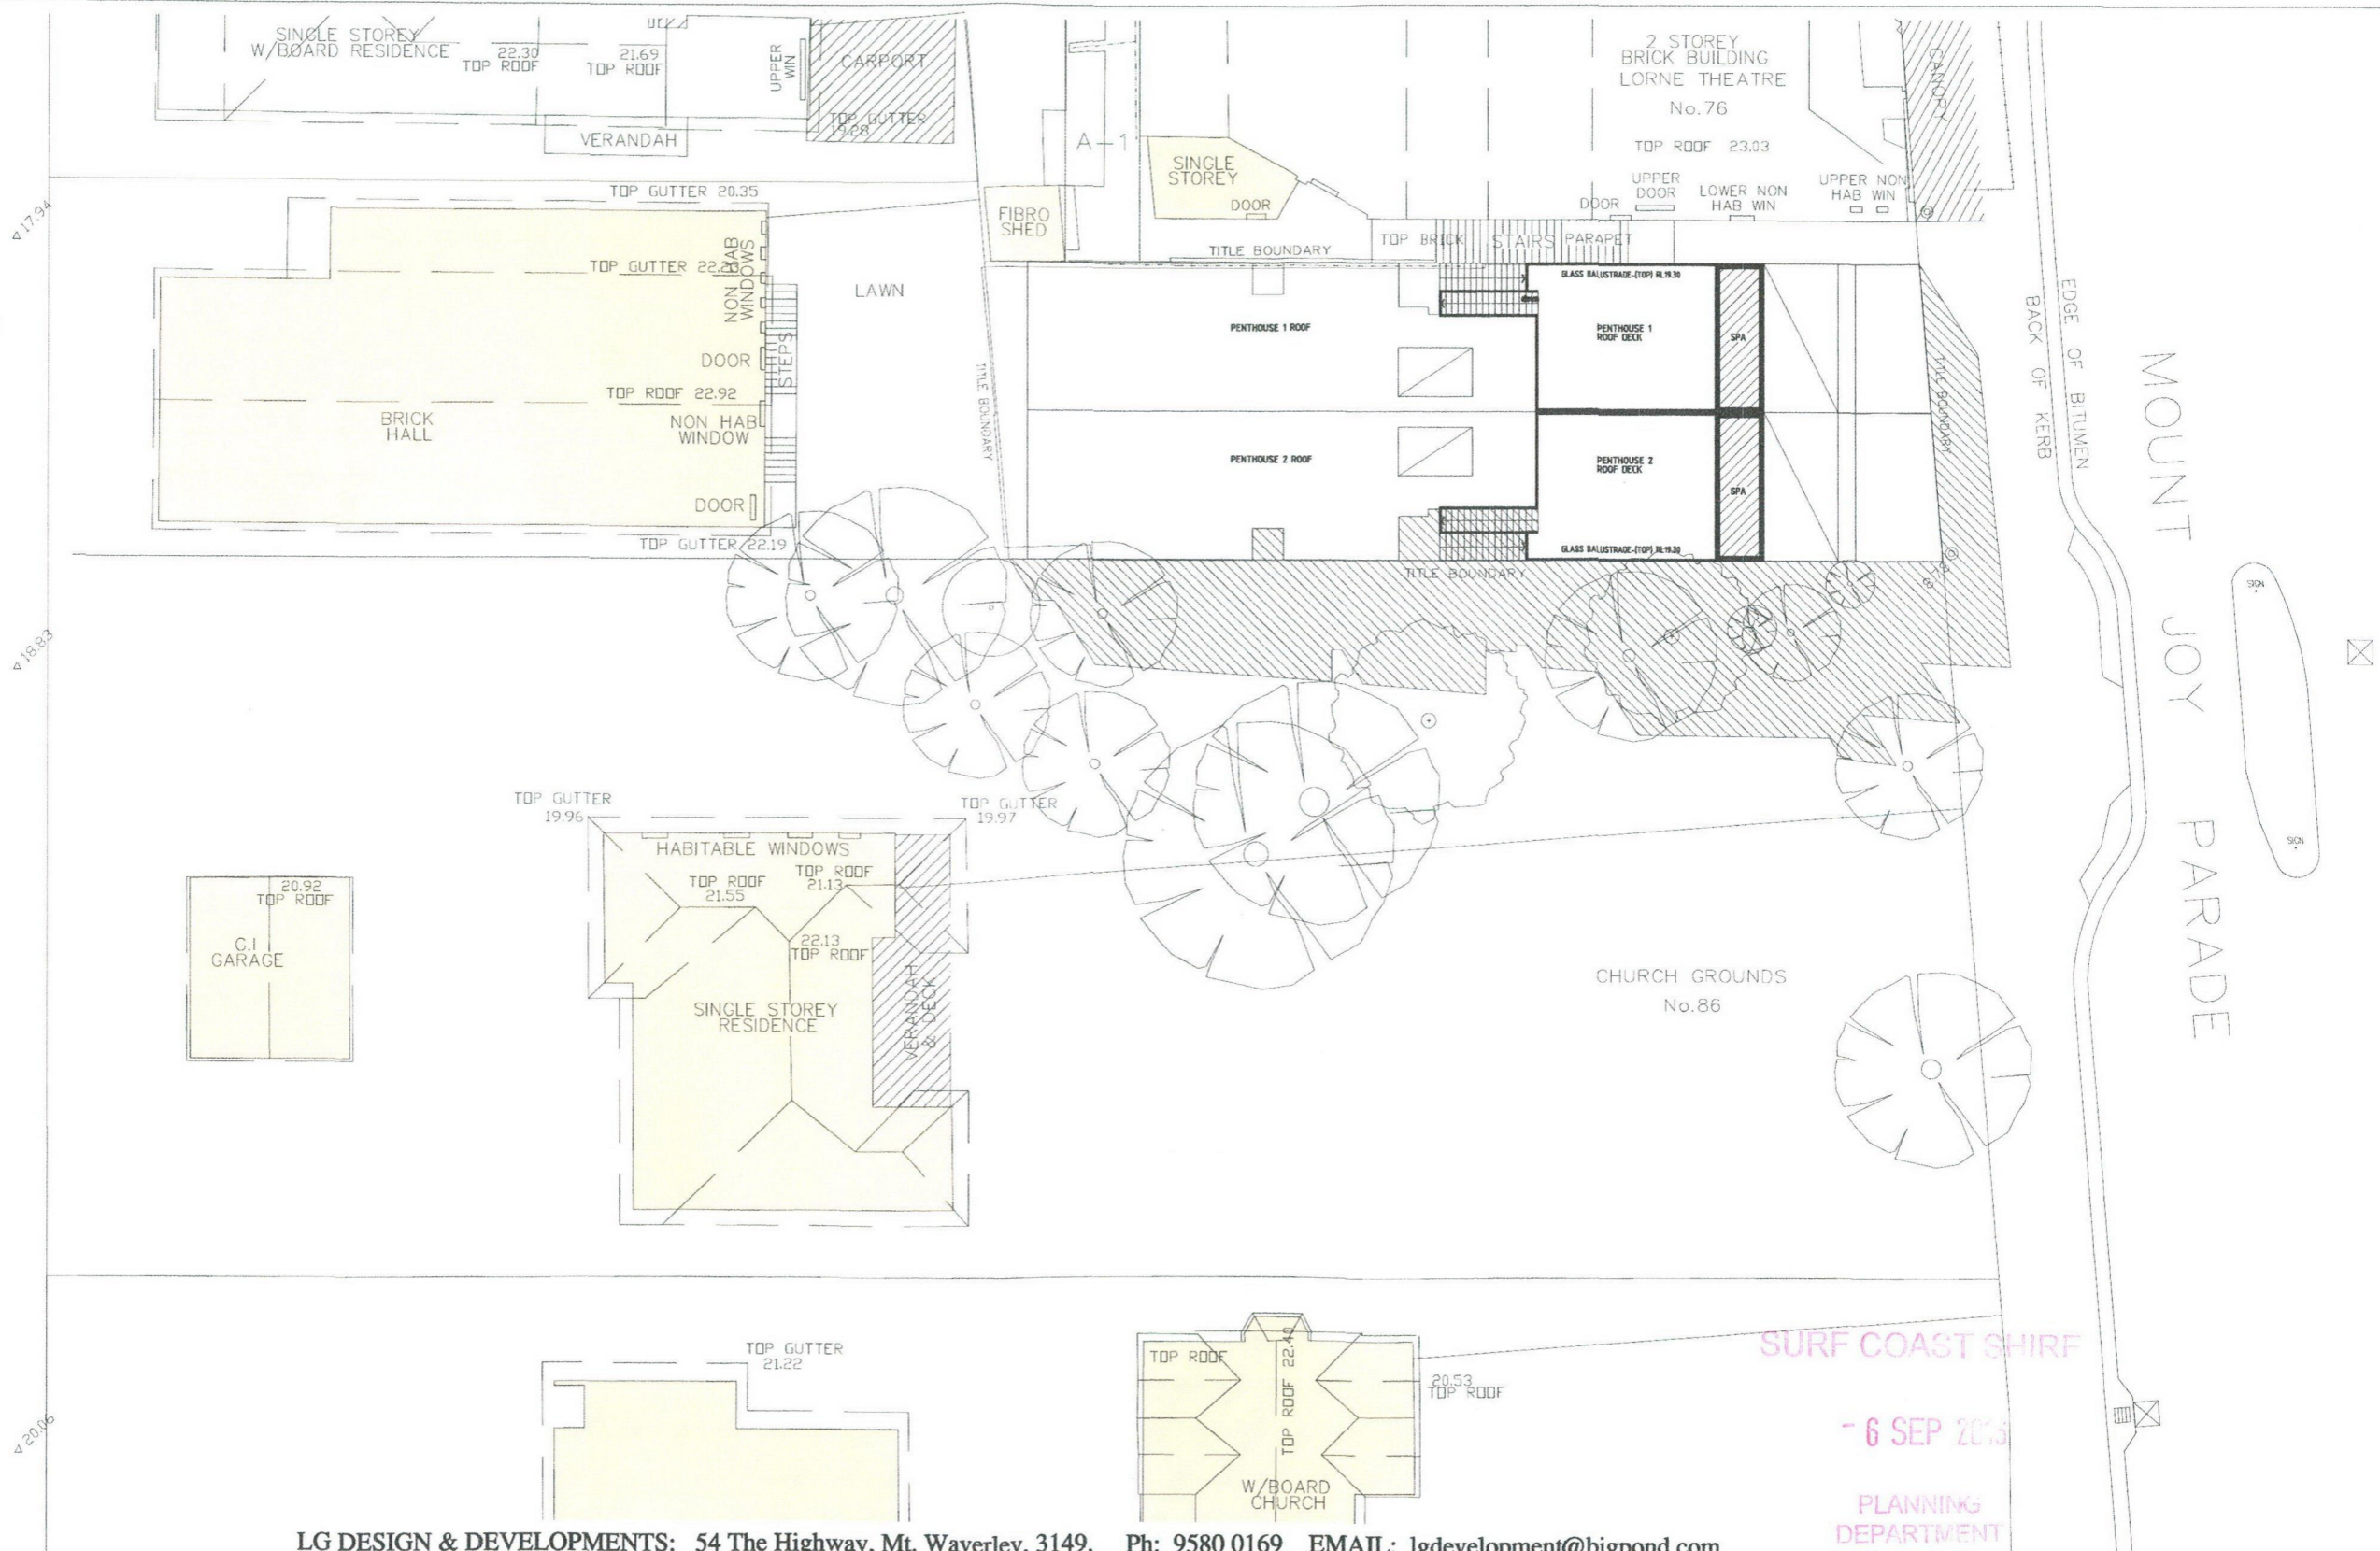 SINGLE STOREY
W/BOARD RESIDENCE
22.30
TOP ROOF
21.69
TOP ROOF
UPPER
WIN
CARPORT
TOP GUTTER
19.28
VERANDAH
A-1
2 STOREY
BRICK BUILDING
LORNE THEATRE
No.76
TOP ROOF 23.03
CANOPY
SINGLE
STOREY
DOOR
DOOR
UPPER
DOOR
LOWER NON
HAB WIN
UPPER NON
HAB WIN
17.94
TOP GUTTER 20.35
FIBRO
SHED
TITLE BOUNDARY
TOP BRICK
STAIRS
PARAPET
TOP GUTTER 22.20
NON HAB
WINDOWS
LAWN
GLASS BALUSTRADE-(TOP) RL19.30
PENTHOUSE 1 ROOF
PENTHOUSE 1
ROOF DECK
SPA
EDGE OF BITUMEN
BACK OF KERB
MOUNT JOY PARADE
DOOR
STEPS
TITLE BOUNDARY
TITLE BOUNDARY
TOP ROOF 22.92
BRICK
HALL
NON HAB
WINDOW
PENTHOUSE 2 ROOF
PENTHOUSE 2
ROOF DECK
SPA
DOOR
TOP GUTTER 22.19
GLASS BALUSTRADE-(TOP) RL19.30
TITLE BOUNDARY
SIGN
18.83
TOP GUTTER
19.96
TOP GUTTER
19.97
HABITABLE WINDOWS
TOP ROOF
21.55
TOP ROOF
21.13
SIGN
20.92
TOP ROOF
G.I
GARAGE
22.13
TOP ROOF
VERANDAH
& DECK
SINGLE STOREY
RESIDENCE
CHURCH GROUNDS
No.86
TOP GUTTER
21.22
TOP ROOF
TOP ROOF 22.40
20.53
TOP ROOF
W/BOARD
CHURCH
20.06
SURF COAST SHIRE
- 6 SEP
PLANNING
DEPARTMENT
LG DESIGN & DEVELOPMENTS: 54 The Highway, Mt. Waverley, 3149, Ph: 9580 0169 EMAIL: lgdevelopment@bigpond.com